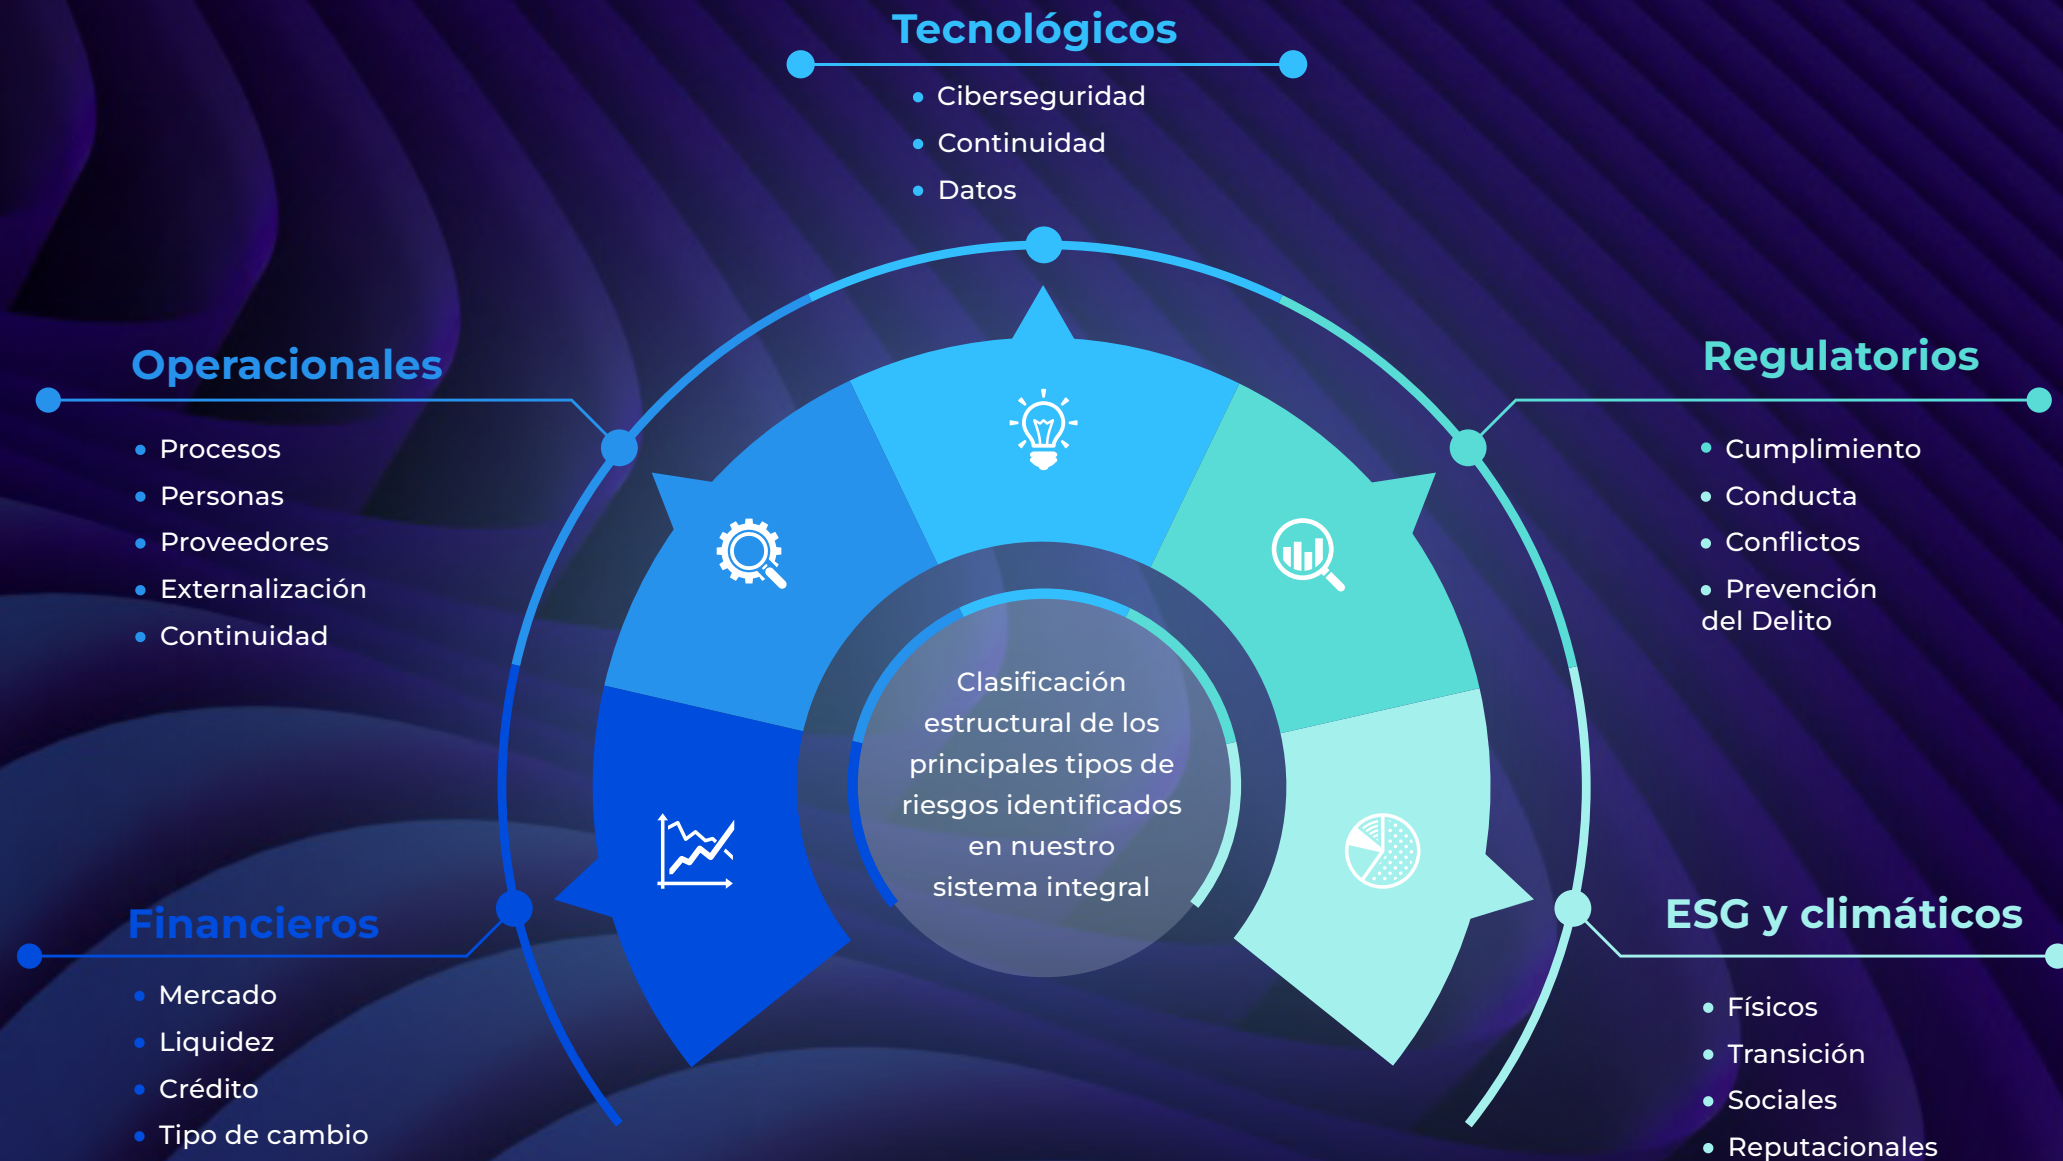 Tecnológicos
Ciberseguridad
Continuidad
Datos
Operacionales
Procesos
Personas
Proveedores
Externalización
Continuidad
Regulatorios
Cumplimiento
Conducta
Conflictos
Prevención
del Delito
Clasificación
estructural de los
principales tipos de
riesgos identificados
en nuestro
sistema integral
Financieros
Mercado
Liquidez
Crédito
Tipo de cambio
ESG y climáticos
Físicos
Transición
Sociales
Reputacionales